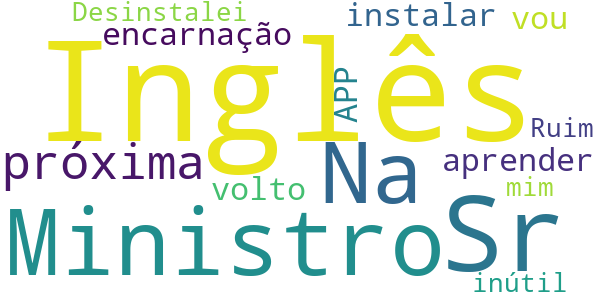 Desinstalei
instalar
vou
encarnação
Inglês
APP
Ruim
próxima
Na
aprender
volto
mim
Ministro
Sr
inútil